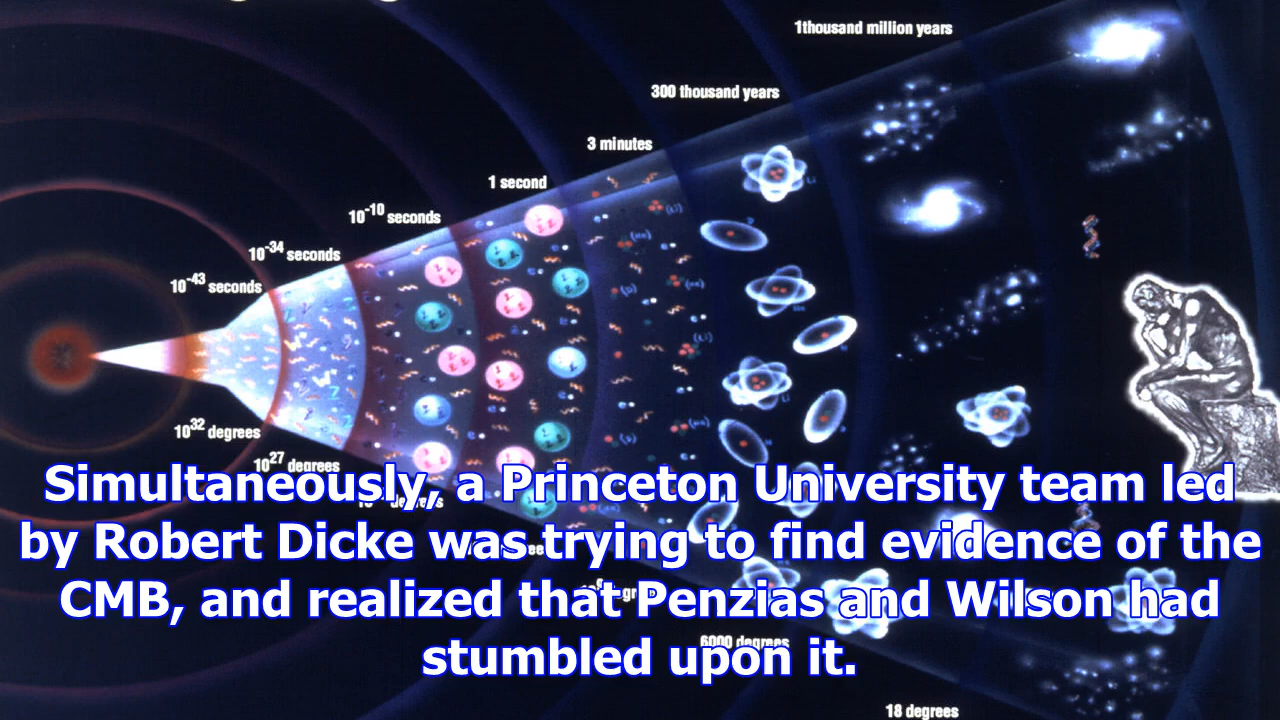 1thousand million years
300 thousand years
3 minutes
1 second
10⁻¹⁰ seconds
10⁻³⁴ seconds
10⁻⁴³ seconds
10³² degrees
10²⁷ degrees
Simultaneously, a Princeton University team led
by Robert Dicke was trying to find evidence of the
CMB, and realized that Penzias and Wilson had
stumbled upon it.
6000 degrees
18 degrees